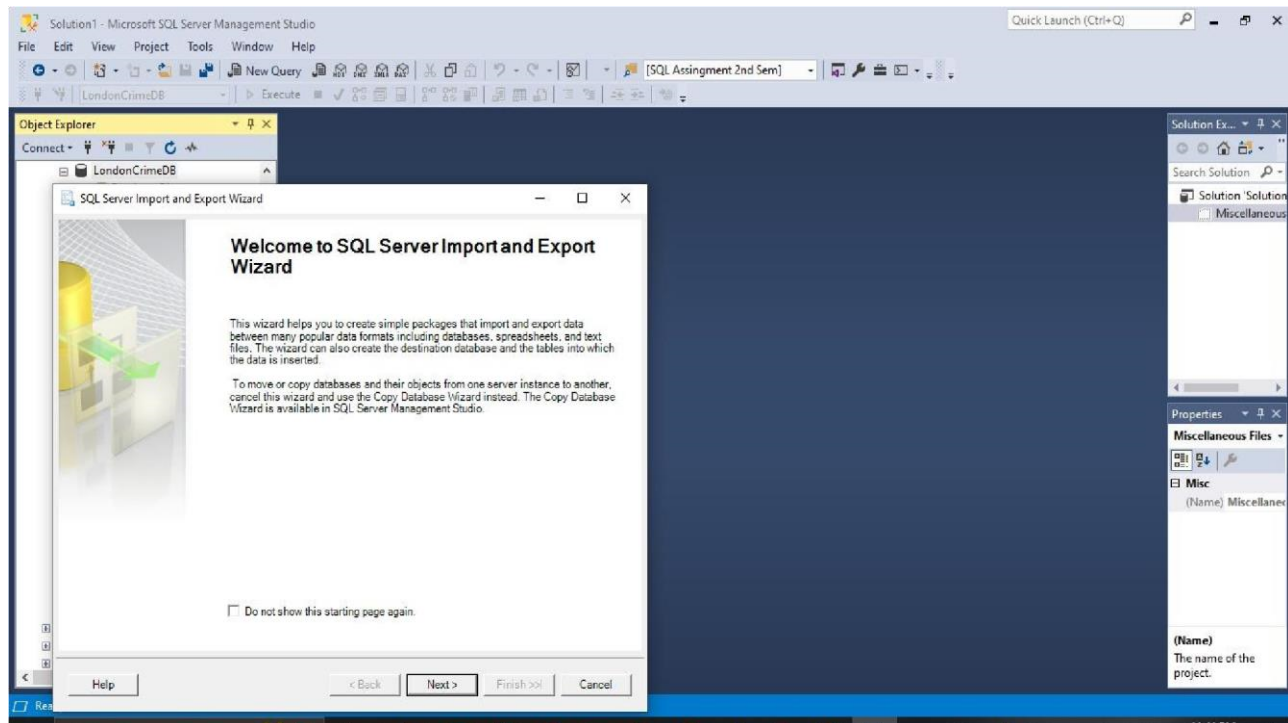 Solution1 - Microsoft SQL Server Management Studio
Quick Launch (Ctrl+Q)
File Edit View Project Tools Window Help
New Query [SQL Assingment 2nd Sem]
LondonCrimeDB Execute
Object Explorer
Connect
LondonCrimeDB
SQL Server Import and Export Wizard
Welcome to SQL Server Import and Export
Wizard
This wizard helps you to create simple packages that import and export data
between many popular data formats including databases, spreadsheets, and text
files. The wizard can also create the destination database and the tables into which
the data is inserted.
To move or copy databases and their objects from one server instance to another,
cancel this wizard and use the Copy Database Wizard instead. The Copy Database
Wizard is available in SQL Server Management Studio.
Do not show this starting page again.
Help < Back Next > Finish >>| Cancel
Solution Ex...
Search Solution
Solution 'Solution
Miscellaneous
Properties
Miscellaneous Files
Misc
(Name) Miscellanec
(Name)
The name of the
project.
Rea